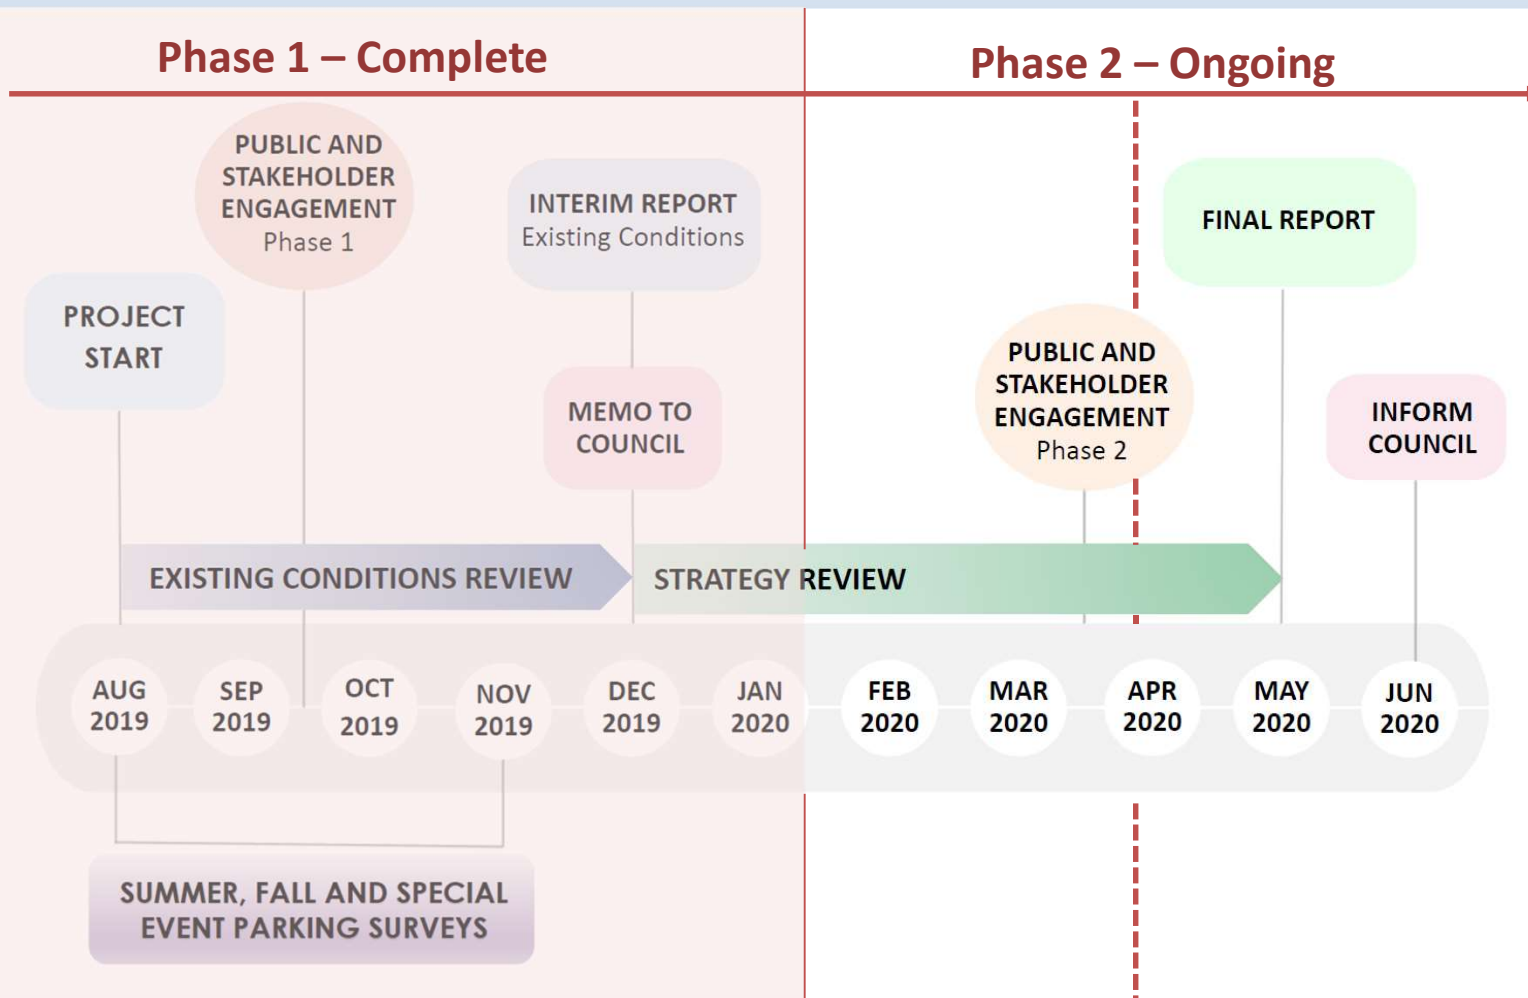 Phase 1 – Complete
Phase 2 – Ongoing
PUBLIC AND
STAKEHOLDER
ENGAGEMENT
Phase 1
INTERIM REPORT
Existing Conditions
FINAL REPORT
PROJECT
START
MEMO TO
COUNCIL
PUBLIC AND
STAKEHOLDER
ENGAGEMENT
Phase 2
INFORM
COUNCIL
EXISTING CONDITIONS REVIEW
STRATEGY REVIEW
AUG
2019
SEP
2019
OCT
2019
NOV
2019
DEC
2019
JAN
2020
FEB
2020
MAR
2020
APR
2020
MAY
2020
JUN
2020
SUMMER, FALL AND SPECIAL
EVENT PARKING SURVEYS